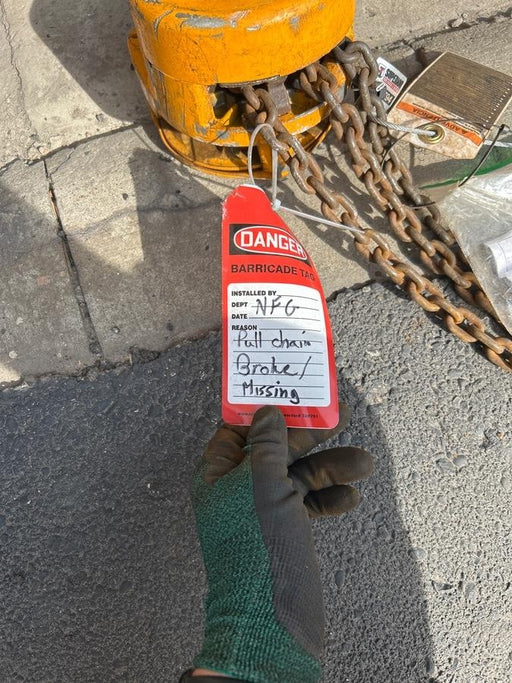 DANGER
BARRICADE TAG
INSTALLED BY
DEPT NFG
DATE
REASON
Pull chain
Broke/
Missing